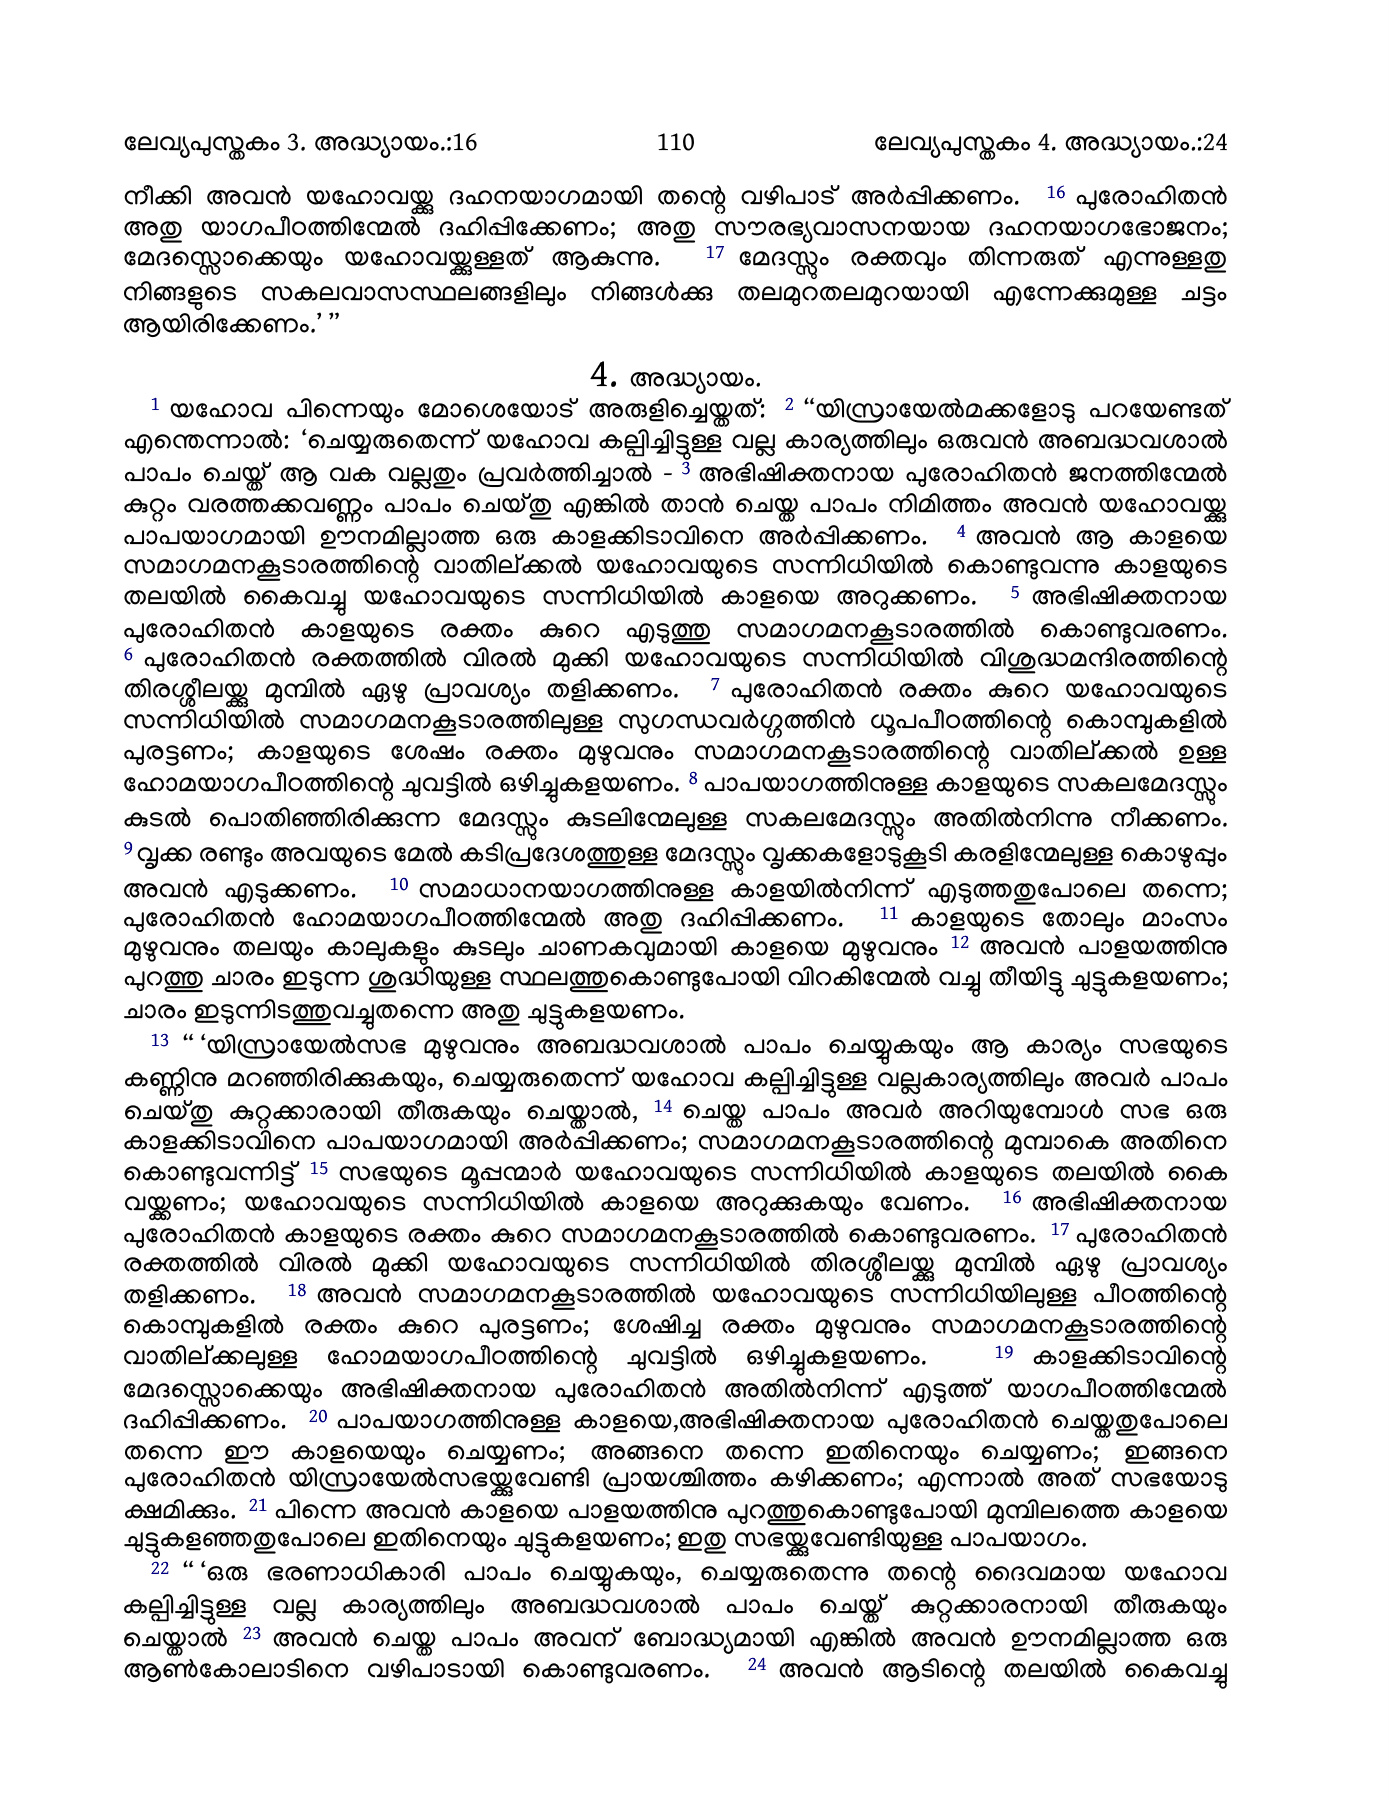 ലേവ്യപുസ്തകം 3. അദ്ധ്യായം.:16 110 ലേവ്യപുസ്തകം 4. അദ്ധ്യായം.:24
നീക്കി അവൻ യഹോവയ്ക്കു ദഹനയാഗമായി തന്റെ വഴിപാട് അർപ്പിക്കണം. 16 പുരോഹിതൻ
അതു യാഗപീഠത്തിന്മേൽ ദഹിപ്പിക്കേണം; അതു സൗരഭ്യവാസനയായ ദഹനയാഗഭോജനം;
മേദസ്സൊക്കെയും യഹോവയ്ക്കുള്ളത് ആകുന്നു. 17 മേദസ്സും രക്തവും തിന്നരുത് എന്നുള്ളതു
നിങ്ങളുടെ സകലവാസസ്ഥലങ്ങളിലും നിങ്ങൾക്കു തലമുറതലമുറയായി എന്നേക്കുമുള്ള ചട്ടം
ആയിരിക്കേണം.’ ”
4. അദ്ധ്യായം.
1 യഹോവ പിന്നെയും മോശെയോട് അരുളിച്ചെയ്തത്: 2 “യിസ്രായേൽമക്കളോടു പറയേണ്ടത്
എന്തെന്നാൽ: ‘ചെയ്യരുതെന്ന് യഹോവ കല്പിച്ചിട്ടുള്ള വല്ല കാര്യത്തിലും ഒരുവൻ അബദ്ധവശാൽ
പാപം ചെയ്ത് ആ വക വല്ലതും പ്രവർത്തിച്ചാൽ - 3 അഭിഷിക്തനായ പുരോഹിതൻ ജനത്തിന്മേൽ
കുറ്റം വരത്തക്കവണ്ണം പാപം ചെയ്തു എങ്കിൽ താൻ ചെയ്ത പാപം നിമിത്തം അവൻ യഹോവയ്ക്കു
പാപയാഗമായി ഊനമില്ലാത്ത ഒരു കാളക്കിടാവിനെ അർപ്പിക്കണം. 4 അവൻ ആ കാളയെ
സമാഗമനകൂടാരത്തിന്റെ വാതില്ക്കൽ യഹോവയുടെ സന്നിധിയിൽ കൊണ്ടുവന്നു കാളയുടെ
തലയിൽ കൈവച്ചു യഹോവയുടെ സന്നിധിയിൽ കാളയെ അറുക്കണം. 5 അഭിഷിക്തനായ
പുരോഹിതൻ കാളയുടെ രക്തം കുറെ എടുത്തു സമാഗമനകൂടാരത്തിൽ കൊണ്ടുവരണം.
6 പുരോഹിതൻ രക്തത്തിൽ വിരൽ മുക്കി യഹോവയുടെ സന്നിധിയിൽ വിശുദ്ധമന്ദിരത്തിന്റെ
തിരശ്ശീലയ്ക്കു മുമ്പിൽ ഏഴു പ്രാവശ്യം തളിക്കണം. 7 പുരോഹിതൻ രക്തം കുറെ യഹോവയുടെ
സന്നിധിയിൽ സമാഗമനകൂടാരത്തിലുള്ള സുഗന്ധവർഗ്ഗത്തിൻ ധൂപപീഠത്തിന്റെ കൊമ്പുകളിൽ
പുരട്ടണം; കാളയുടെ ശേഷം രക്തം മുഴുവനും സമാഗമനകൂടാരത്തിന്റെ വാതില്ക്കൽ ഉള്ള
ഹോമയാഗപീഠത്തിന്റെ ചുവട്ടിൽ ഒഴിച്ചുകളയണം. 8 പാപയാഗത്തിനുള്ള കാളയുടെ സകലമേദസ്സും
കുടൽ പൊതിഞ്ഞിരിക്കുന്ന മേദസ്സും കുടലിന്മേലുള്ള സകലമേദസ്സും അതിൽനിന്നു നീക്കണം.
9 വൃക്ക രണ്ടും അവയുടെ മേൽ കടിപ്രദേശത്തുള്ള മേദസ്സും വൃക്കകളോടുകൂടി കരളിന്മേലുള്ള കൊഴുപ്പും
അവൻ എടുക്കണം. 10 സമാധാനയാഗത്തിനുള്ള കാളയിൽനിന്ന് എടുത്തതുപോലെ തന്നെ;
പുരോഹിതൻ ഹോമയാഗപീഠത്തിന്മേൽ അതു ദഹിപ്പിക്കണം. 11 കാളയുടെ തോലും മാംസം
മുഴുവനും തലയും കാലുകളും കുടലും ചാണകവുമായി കാളയെ മുഴുവനും 12 അവൻ പാളയത്തിനു
പുറത്തു ചാരം ഇടുന്ന ശുദ്ധിയുള്ള സ്ഥലത്തുകൊണ്ടുപോയി വിറകിന്മേൽ വച്ചു തീയിട്ടു ചുട്ടുകളയണം;
ചാരം ഇടുന്നിടത്തുവച്ചുതന്നെ അതു ചുട്ടുകളയണം.
13 “ ‘യിസ്രായേൽസഭ മുഴുവനും അബദ്ധവശാൽ പാപം ചെയ്യുകയും ആ കാര്യം സഭയുടെ
കണ്ണിനു മറഞ്ഞിരിക്കുകയും, ചെയ്യരുതെന്ന് യഹോവ കല്പിച്ചിട്ടുള്ള വല്ലകാര്യത്തിലും അവർ പാപം
ചെയ്തു കുറ്റക്കാരായി തീരുകയും ചെയ്താൽ, 14 ചെയ്ത പാപം അവർ അറിയുമ്പോൾ സഭ ഒരു
കാളക്കിടാവിനെ പാപയാഗമായി അർപ്പിക്കണം; സമാഗമനകൂടാരത്തിന്റെ മുമ്പാകെ അതിനെ
കൊണ്ടുവന്നിട്ട് 15 സഭയുടെ മൂപ്പന്മാർ യഹോവയുടെ സന്നിധിയിൽ കാളയുടെ തലയിൽ കൈ
വയ്ക്കണം; യഹോവയുടെ സന്നിധിയിൽ കാളയെ അറുക്കുകയും വേണം. 16 അഭിഷിക്തനായ
പുരോഹിതൻ കാളയുടെ രക്തം കുറെ സമാഗമനകൂടാരത്തിൽ കൊണ്ടുവരണം. 17 പുരോഹിതൻ
രക്തത്തിൽ വിരൽ മുക്കി യഹോവയുടെ സന്നിധിയിൽ തിരശ്ശീലയ്ക്കു മുമ്പിൽ ഏഴു പ്രാവശ്യം
തളിക്കണം. 18 അവൻ സമാഗമനകൂടാരത്തിൽ യഹോവയുടെ സന്നിധിയിലുള്ള പീഠത്തിന്റെ
കൊമ്പുകളിൽ രക്തം കുറെ പുരട്ടണം; ശേഷിച്ച രക്തം മുഴുവനും സമാഗമനകൂടാരത്തിന്റെ
വാതില്ക്കലുള്ള ഹോമയാഗപീഠത്തിന്റെ ചുവട്ടിൽ ഒഴിച്ചുകളയണം. 19 കാളക്കിടാവിന്റെ
മേദസ്സൊക്കെയും അഭിഷിക്തനായ പുരോഹിതൻ അതിൽനിന്ന് എടുത്ത് യാഗപീഠത്തിന്മേൽ
ദഹിപ്പിക്കണം. 20 പാപയാഗത്തിനുള്ള കാളയെ,അഭിഷിക്തനായ പുരോഹിതൻ ചെയ്തതുപോലെ
തന്നെ ഈ കാളയെയും ചെയ്യണം; അങ്ങനെ തന്നെ ഇതിനെയും ചെയ്യണം; ഇങ്ങനെ
പുരോഹിതൻ യിസ്രായേൽസഭയ്ക്കുവേണ്ടി പ്രായശ്ചിത്തം കഴിക്കണം; എന്നാൽ അത് സഭയോടു
ക്ഷമിക്കും. 21 പിന്നെ അവൻ കാളയെ പാളയത്തിനു പുറത്തുകൊണ്ടുപോയി മുമ്പിലത്തെ കാളയെ
ചുട്ടുകളഞ്ഞതുപോലെ ഇതിനെയും ചുട്ടുകളയണം; ഇതു സഭയ്ക്കുവേണ്ടിയുള്ള പാപയാഗം.
22 “ ‘ഒരു ഭരണാധികാരി പാപം ചെയ്യുകയും, ചെയ്യരുതെന്നു തന്റെ ദൈവമായ യഹോവ
കല്പിച്ചിട്ടുള്ള വല്ല കാര്യത്തിലും അബദ്ധവശാൽ പാപം ചെയ്ത് കുറ്റക്കാരനായി തീരുകയും
ചെയ്താൽ 23 അവൻ ചെയ്ത പാപം അവന് ബോദ്ധ്യമായി എങ്കിൽ അവൻ ഊനമില്ലാത്ത ഒരു
ആൺകോലാടിനെ വഴിപാടായി കൊണ്ടുവരണം. 24 അവൻ ആടിന്റെ തലയിൽ കൈവച്ചു